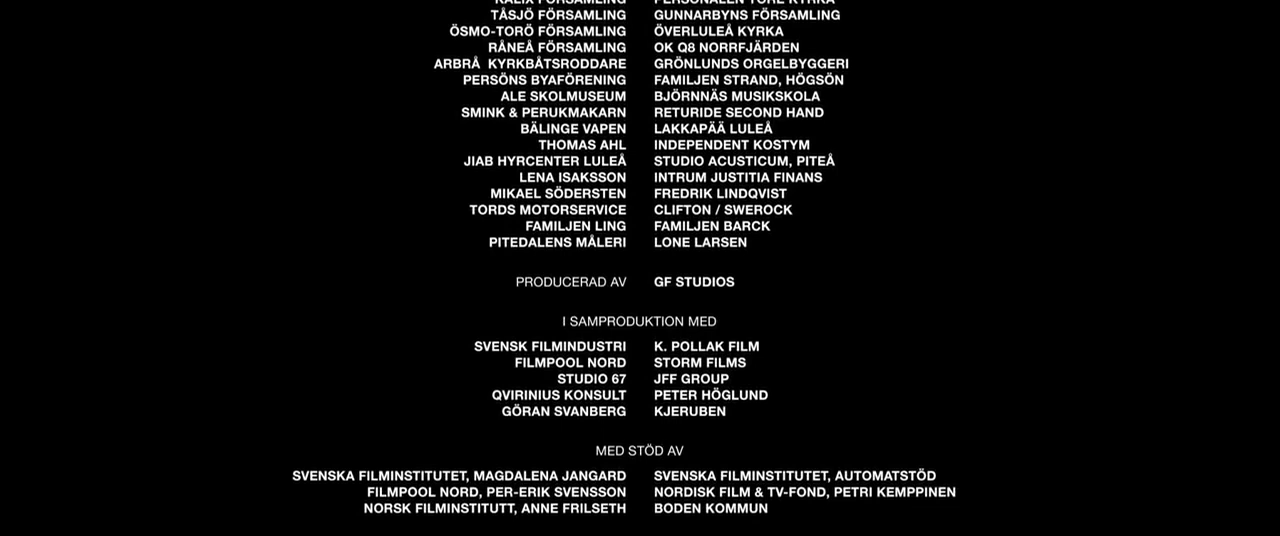 KALIX FÖRSAMLING PERSONALEN TÖRE KYRKA
TÅSJÖ FÖRSAMLING GUNNARBYNS FÖRSAMLING
ÖSMO-TORÖ FÖRSAMLING ÖVERLULEÅ KYRKA
RÅNEÅ FÖRSAMLING OK Q8 NORRFJÄRDEN
ARBRÅ KYRKBÅTSRODDARE GRÖNLUNDS ORGELBYGGERI
PERSÖNS BYAFÖRENING FAMILJEN STRAND, HÖGSÖN
ALE SKOLMUSEUM BJÖRNNÄS MUSIKSKOLA
SMINK & PERUKMAKARN RETURIDE SECOND HAND
BÄLINGE VAPEN LAKKAPÄÄ LULEÅ
THOMAS AHL INDEPENDENT KOSTYM
JIAB HYRCENTER LULEÅ STUDIO ACUSTICUM, PITEÅ
LENA ISAKSSON INTRUM JUSTITIA FINANS
MIKAEL SÖDERSTEN FREDRIK LINDQVIST
TORDS MOTORSERVICE CLIFTON / SWEROCK
FAMILJEN LING FAMILJEN BARCK
PITEDALENS MÅLERI LONE LARSEN
PRODUCERAD AV GF STUDIOS
I SAMPRODUKTION MED
SVENSK FILMINDUSTRI K. POLLAK FILM
FILMPOOL NORD STORM FILMS
STUDIO 67 JFF GROUP
QVIRINIUS KONSULT PETER HÖGLUND
GÖRAN SVANBERG KJERUBEN
MED STÖD AV
SVENSKA FILMINSTITUTET, MAGDALENA JANGARD SVENSKA FILMINSTITUTET, AUTOMATSTÖD
FILMPOOL NORD, PER-ERIK SVENSSON NORDISK FILM & TV-FOND, PETRI KEMPPINEN
NORSK FILMINSTITUTT, ANNE FRILSETH BODEN KOMMUN